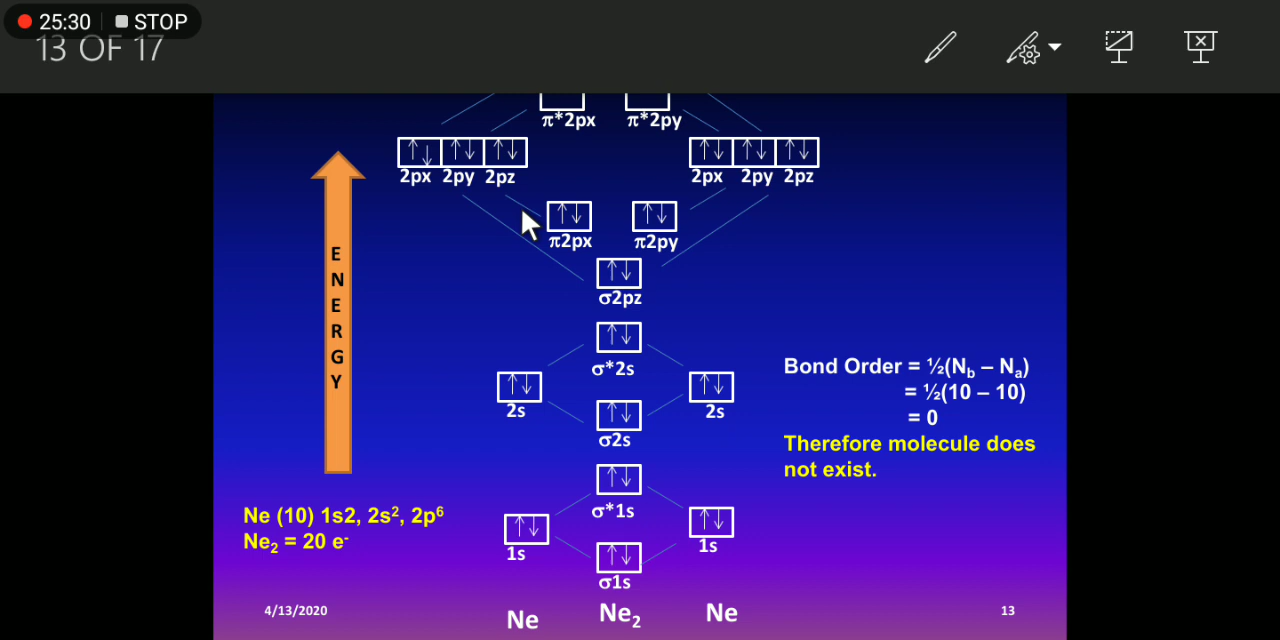 25:30 STOP
13 OF 17
π*2px π*2py
2px 2py 2pz 2px 2py 2pz
π2px π2py
σ2pz
σ*2s
2s 2s
σ2s
σ*1s
1s 1s
σ1s
E
N
E
R
G
Y
Bond Order = ½(Nb – Na)
= ½(10 – 10)
= 0
Therefore molecule does
not exist.
Ne (10) 1s2, 2s², 2p⁶
Ne₂ = 20 e⁻
Ne Ne₂ Ne
4/13/2020 13